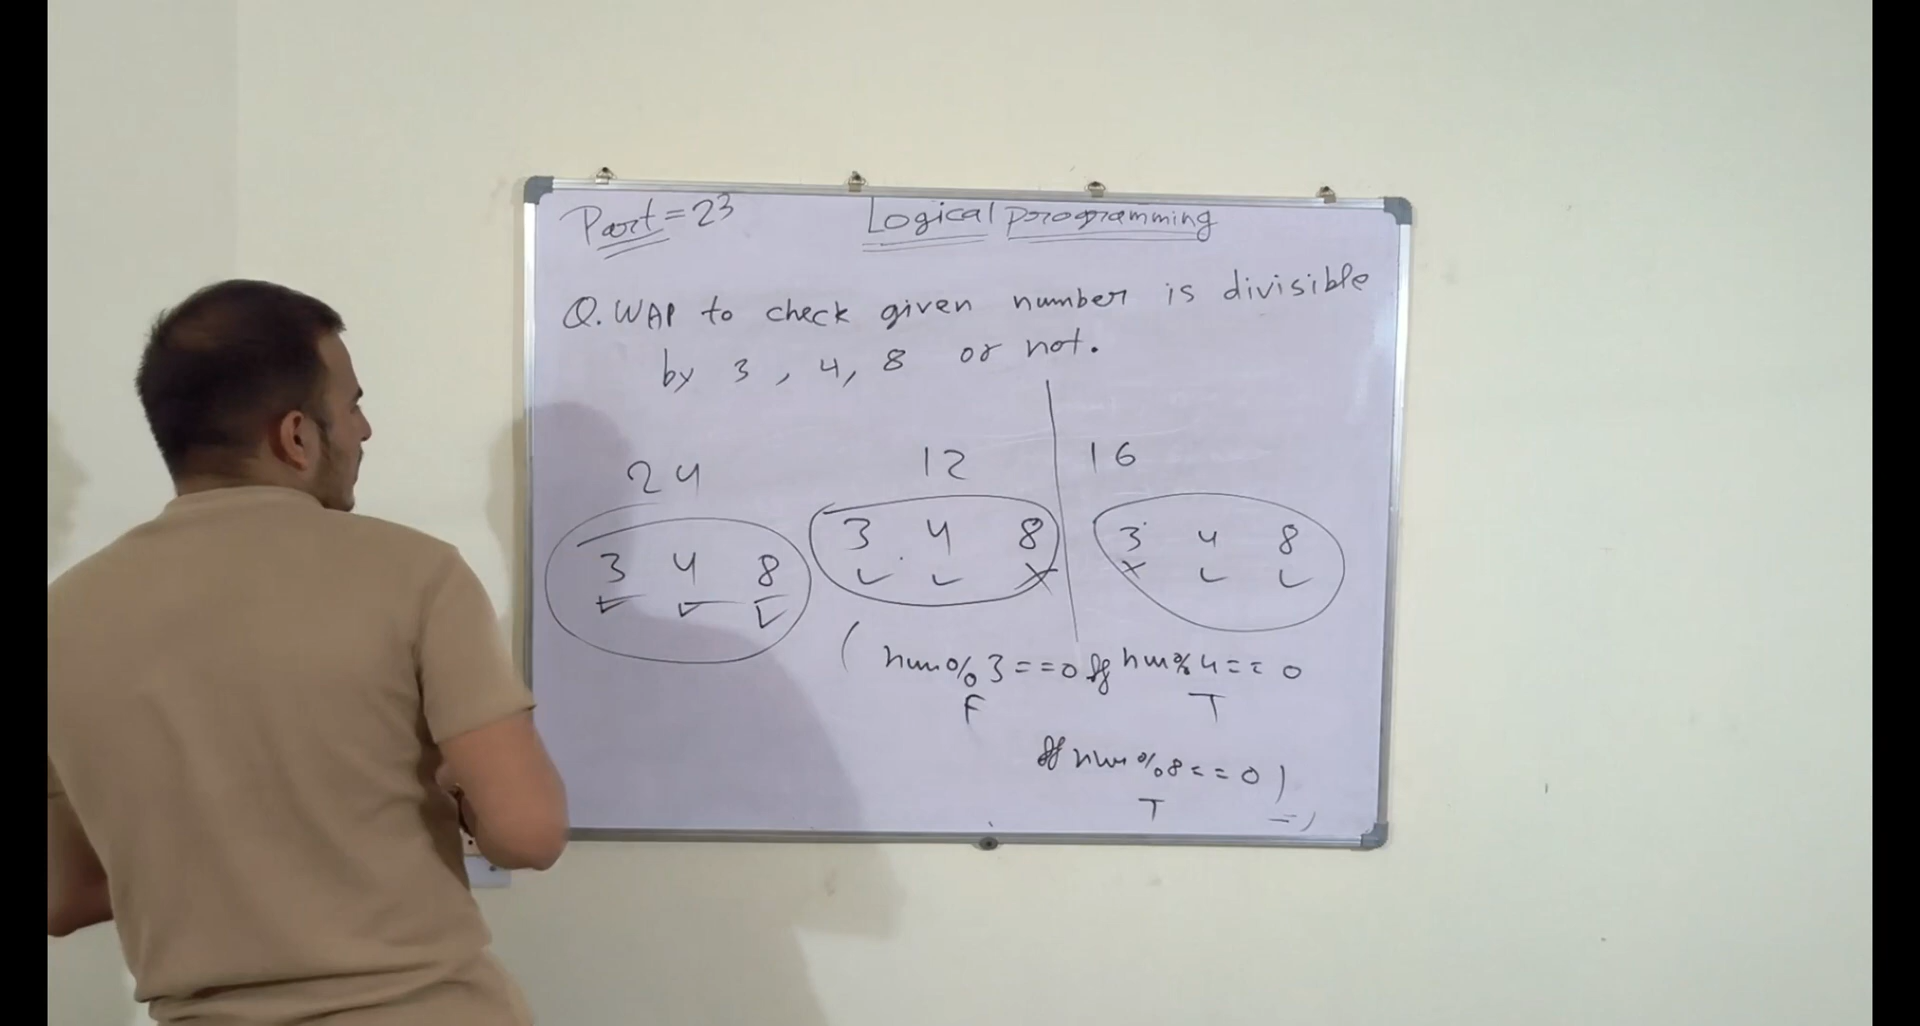 Part=23 Logical programming
Q. WAP to check given number is divisible
by 3, 4, 8 or not.
24 12 16
3 4 8 3 4 8 3 4 8
✓ ✓ ✓ ✓ ✓ × × ✓ ✓
( num%3==0 && num%4==0
F T
&& num%8==0)
T